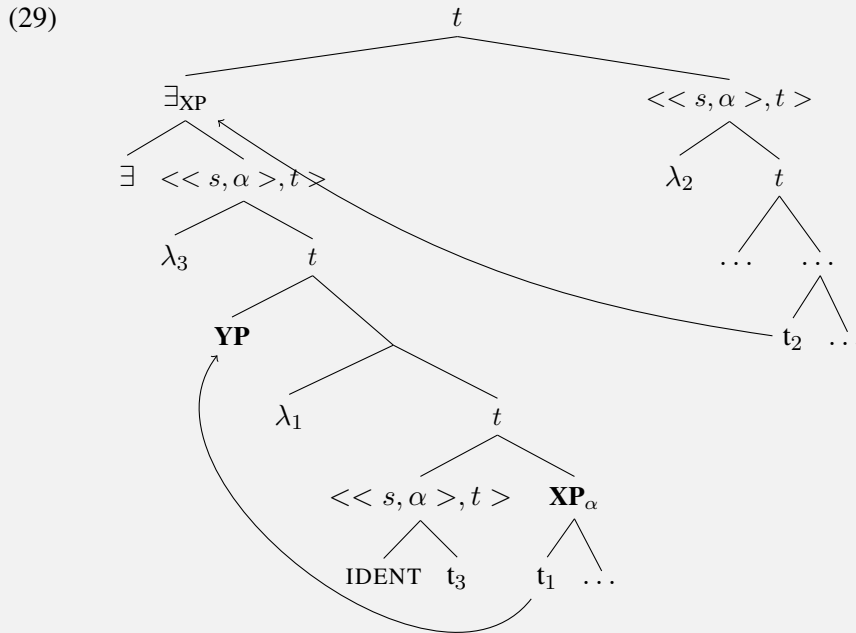 (29)
t
∃XP << s, α >, t >
∃ << s, α >, t > λ2 t
λ3 t ... ...
YP t2 ...
λ1 t
<< s, α >, t > XPα
IDENT t3 t1 ...